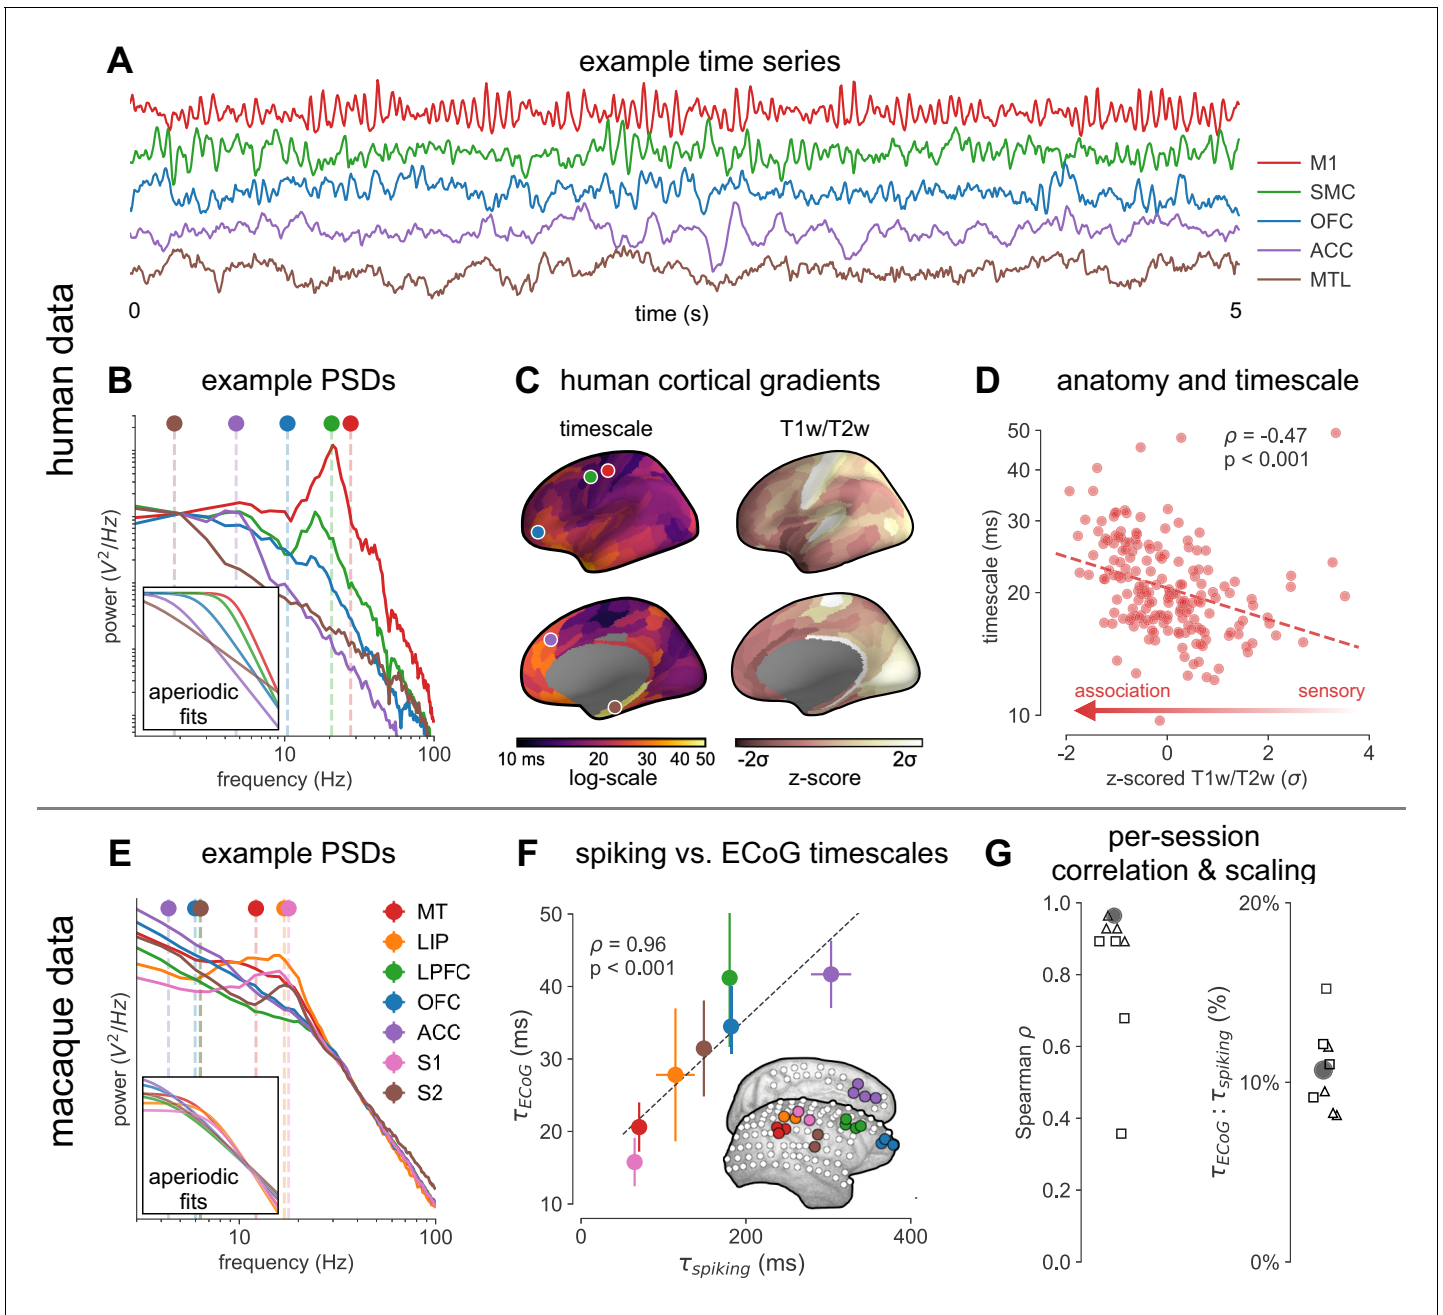 A
example time series
M1
SMC
OFC
ACC
MTL
0
time (s)
5
human data
B
example PSDs
power (V²/Hz)
aperiodic
fits
10
100
frequency (Hz)
C
human cortical gradients
timescale
T1w/T2w
10 ms
20
30
40
50
log-scale
-2σ
2σ
z-score
D
anatomy and timescale
50
40
30
20
10
timescale (ms)
ρ = -0.47
p < 0.001
association
sensory
-2
0
2
4
z-scored T1w/T2w (σ)
macaque data
E
example PSDs
power (V²/Hz)
aperiodic
fits
10
100
frequency (Hz)
MT
LIP
LPFC
OFC
ACC
S1
S2
F
spiking vs. ECoG timescales
50
40
30
20
10
τECoG (ms)
ρ = 0.96
p < 0.001
0
200
400
τspiking (ms)
G
per-session
correlation & scaling
1.0
0.8
0.6
0.4
0.2
0.0
Spearman ρ
20%
10%
0%
τECoG : τspiking (%)